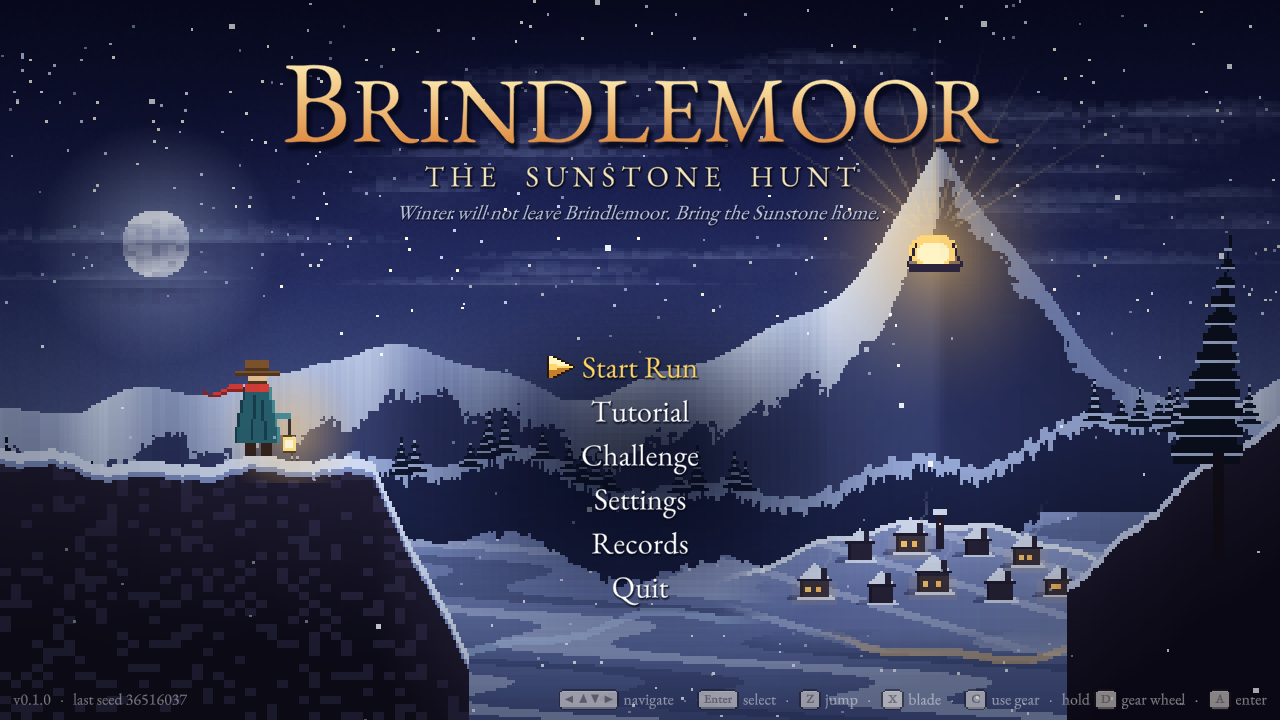 BRINDLEMOOR
THE SUNSTONE HUNT
Winter will not leave Brindlemoor. Bring the Sunstone home.
Start Run
Tutorial
Challenge
Settings
Records
Quit
v0.1.0 · last seed 36516037
◀ ▲ ▼ ▶ navigate · Enter select · Z jump · X blade · C use gear · hold D gear wheel · A enter